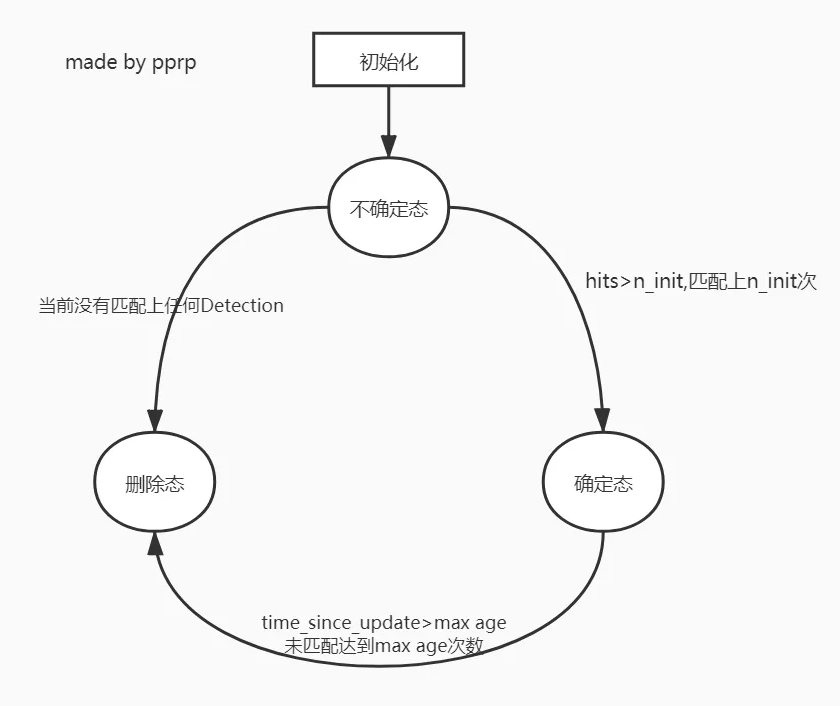 made by pprp
初始化
不确定态
hits>n_init,匹配上n_init次
当前没有匹配上任何Detection
删除态
确定态
time_since_update>max age
未匹配达到max age次数